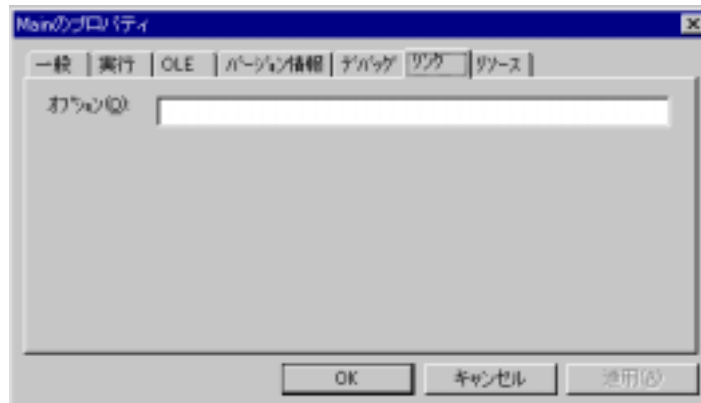 Mainのプロパティ
一般 実行 OLE バージョン情報 デバッグ リンク リソース
オプション(O):
OK キャンセル 適用(A)